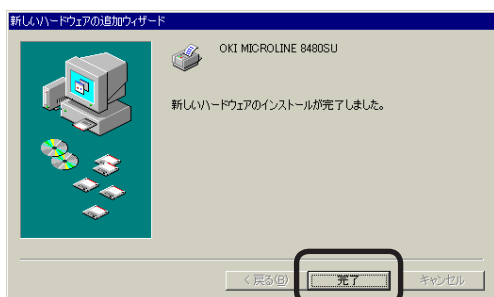 新しいハードウェアの追加ウィザード
OKI MICROLINE 8480SU
新しいハードウェアのインストールが完了しました。
< 戻る(B)
完了
キャンセル